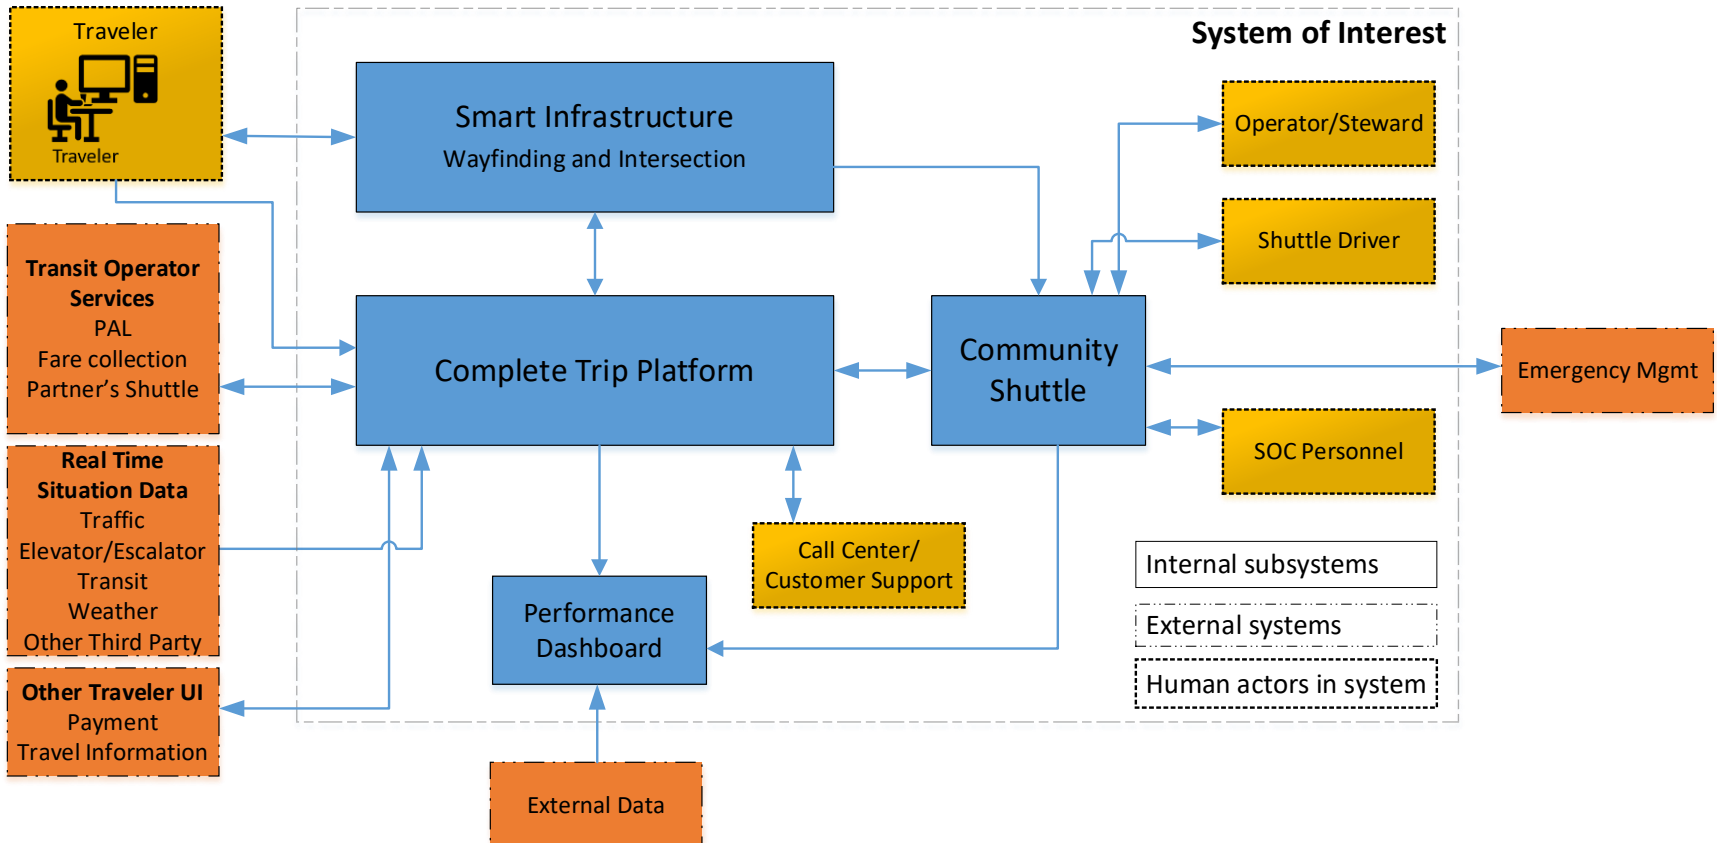 Traveler
Traveler
System of Interest
Smart Infrastructure
Wayfinding and Intersection
Operator/Steward
Shuttle Driver
Transit Operator
Services
PAL
Fare collection
Partner’s Shuttle
Complete Trip Platform
Community
Shuttle
Emergency Mgmt
SOC Personnel
Real Time
Situation Data
Traffic
Elevator/Escalator
Transit
Weather
Other Third Party
Call Center/
Customer Support
Performance
Dashboard
Internal subsystems
External systems
Human actors in system
Other Traveler UI
Payment
Travel Information
External Data